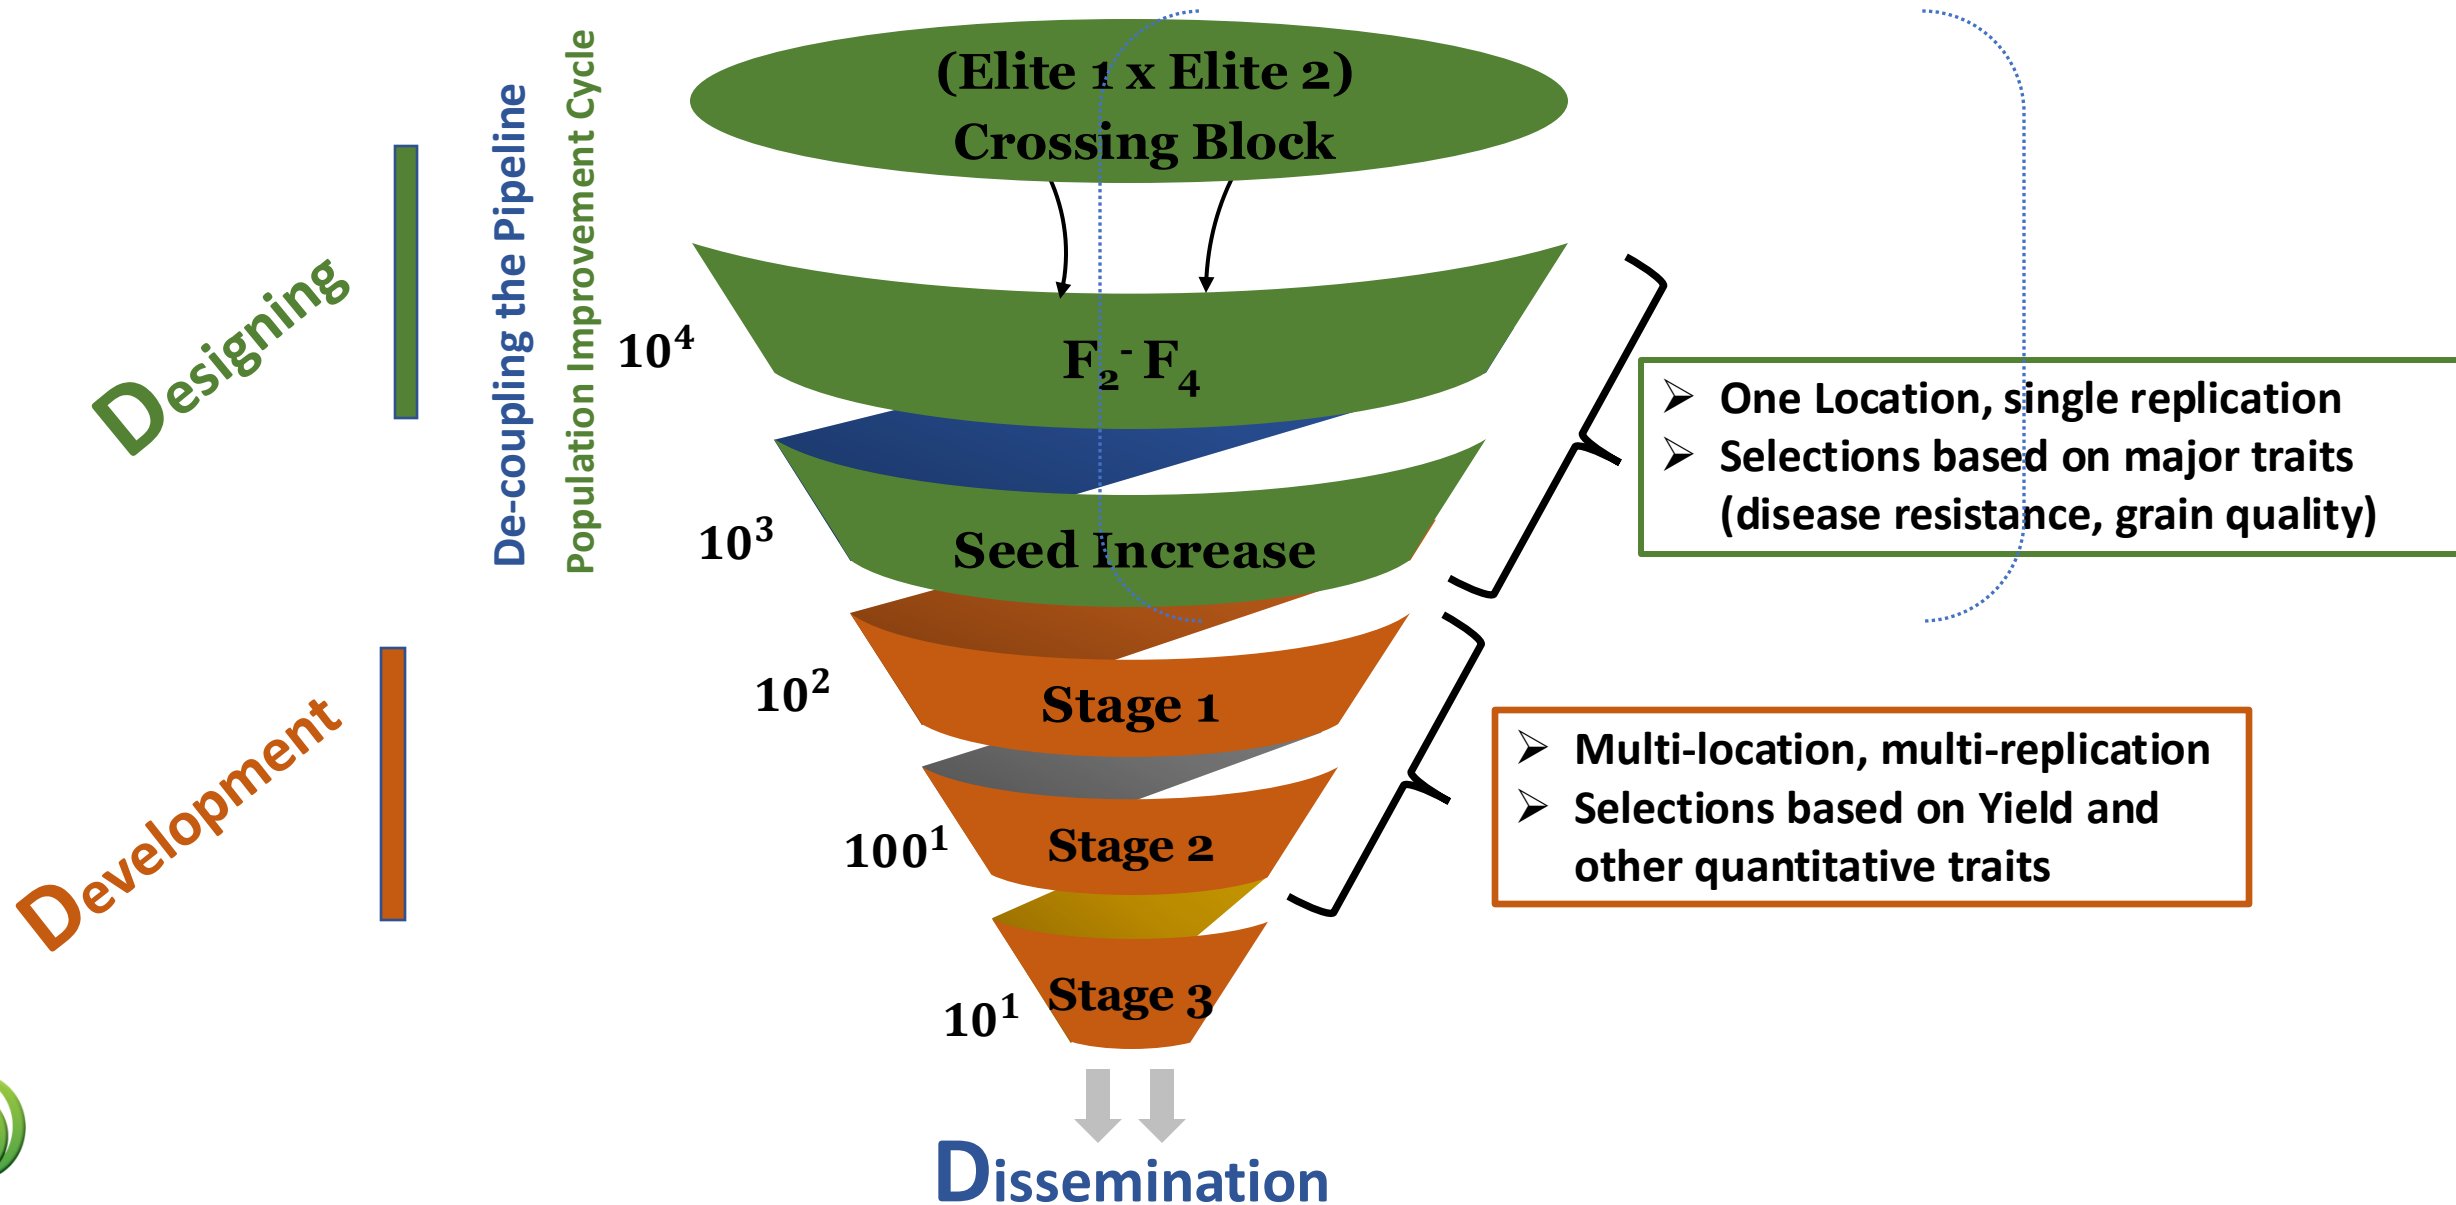 (Elite 1 x Elite 2)
Crossing Block
De-coupling the Pipeline
Population Improvement Cycle
Designing
10⁴
F₂- F₄
➢ One Location, single replication
➢ Selections based on major traits
(disease resistance, grain quality)
10³
Seed Increase
Development
10²
Stage 1
➢ Multi-location, multi-replication
➢ Selections based on Yield and
other quantitative traits
100¹
Stage 2
10¹
Stage 3
Dissemination